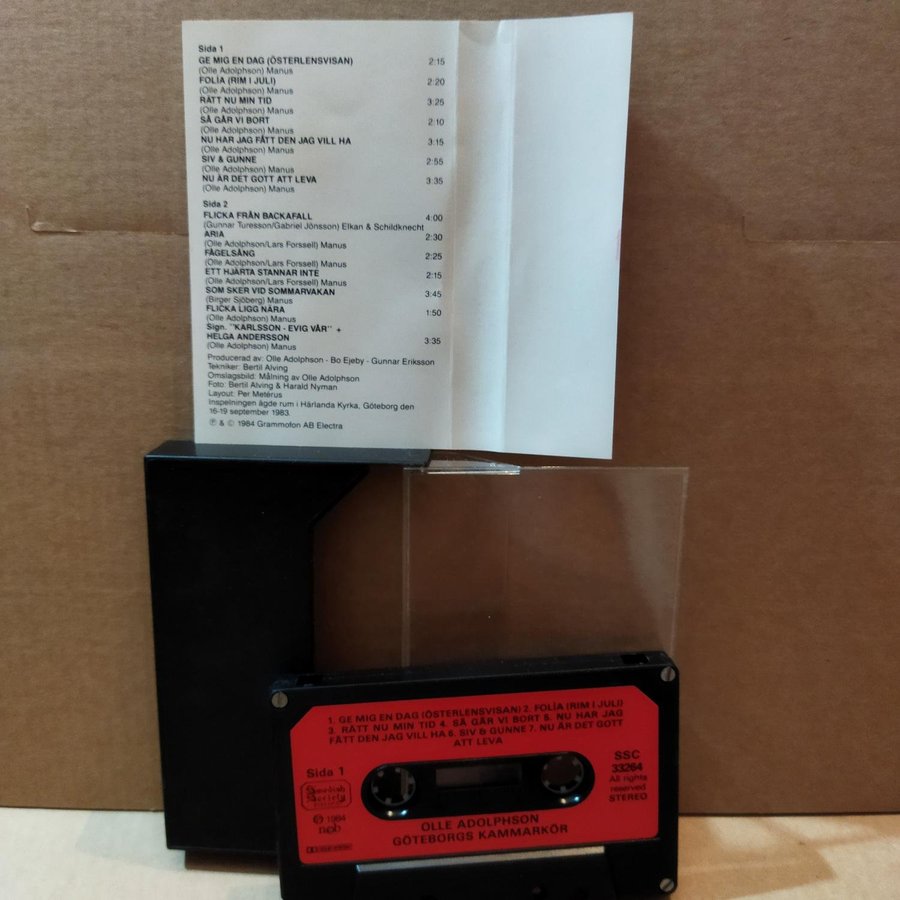 Sida 1
GE MIG EN DAG (ÖSTERLENSVISAN) 2:15
(Olle Adolphson) Manus
FOLÍA (RIM I JULI) 2:20
(Olle Adolphson) Manus
RÄTT NU MIN TID 3:25
(Olle Adolphson) Manus
SÅ GÅR VI BORT 2:10
(Olle Adolphson) Manus
NU HAR JAG FÅTT DEN JAG VILL HA 3:15
(Olle Adolphson) Manus
SIV & GUNNE 2:55
(Olle Adolphson) Manus
NU ÄR DET GOTT ATT LEVA 3:35
(Olle Adolphson) Manus
Sida 2
FLICKA FRÅN BACKAFALL 4:00
(Gunnar Turesson/Gabriel Jönsson) Elkan & Schildknecht
ARIA 2:30
(Olle Adolphson/Lars Forssell) Manus
FÅGELSÅNG 2:25
(Olle Adolphson/Lars Forssell) Manus
ETT HJÄRTA STANNAR INTE 2:15
(Olle Adolphson/Lars Forssell) Manus
SOM SKER VID SOMMARVAKAN 3:45
(Birger Sjöberg) Manus
FLICKA LIGG NÄRA 1:50
(Olle Adolphson) Manus
Sign. "KARLSSON - EVIG VÅR" +
HELGA ANDERSSON 3:35
(Olle Adolphson) Manus
Producerad av: Olle Adolphson - Bo Ejeby - Gunnar Eriksson
Tekniker: Bertil Alving
Omslagsbild: Målning av Olle Adolphson
Foto: Bertil Alving & Harald Nyman
Layout: Per Metérus
Inspelningen ägde rum i Härlanda Kyrka, Göteborg den
16-19 september 1983.
℗ & © 1984 Grammofon AB Electra
1. GE MIG EN DAG (ÖSTERLENSVISAN) 2. FOLÍA (RIM I JULI)
3. RÄTT NU MIN TID 4. SÅ GÅR VI BORT 5. NU HAR JAG
FÅTT DEN JAG VILL HA 6. SIV & GUNNE 7. NU ÄR DET GOTT
ATT LEVA
Sida 1
Swedish
Society
℗ 1984
ncb
SSC
33264
All rights
reserved
STEREO
OLLE ADOLPHSON
GÖTEBORGS KAMMARKÖR